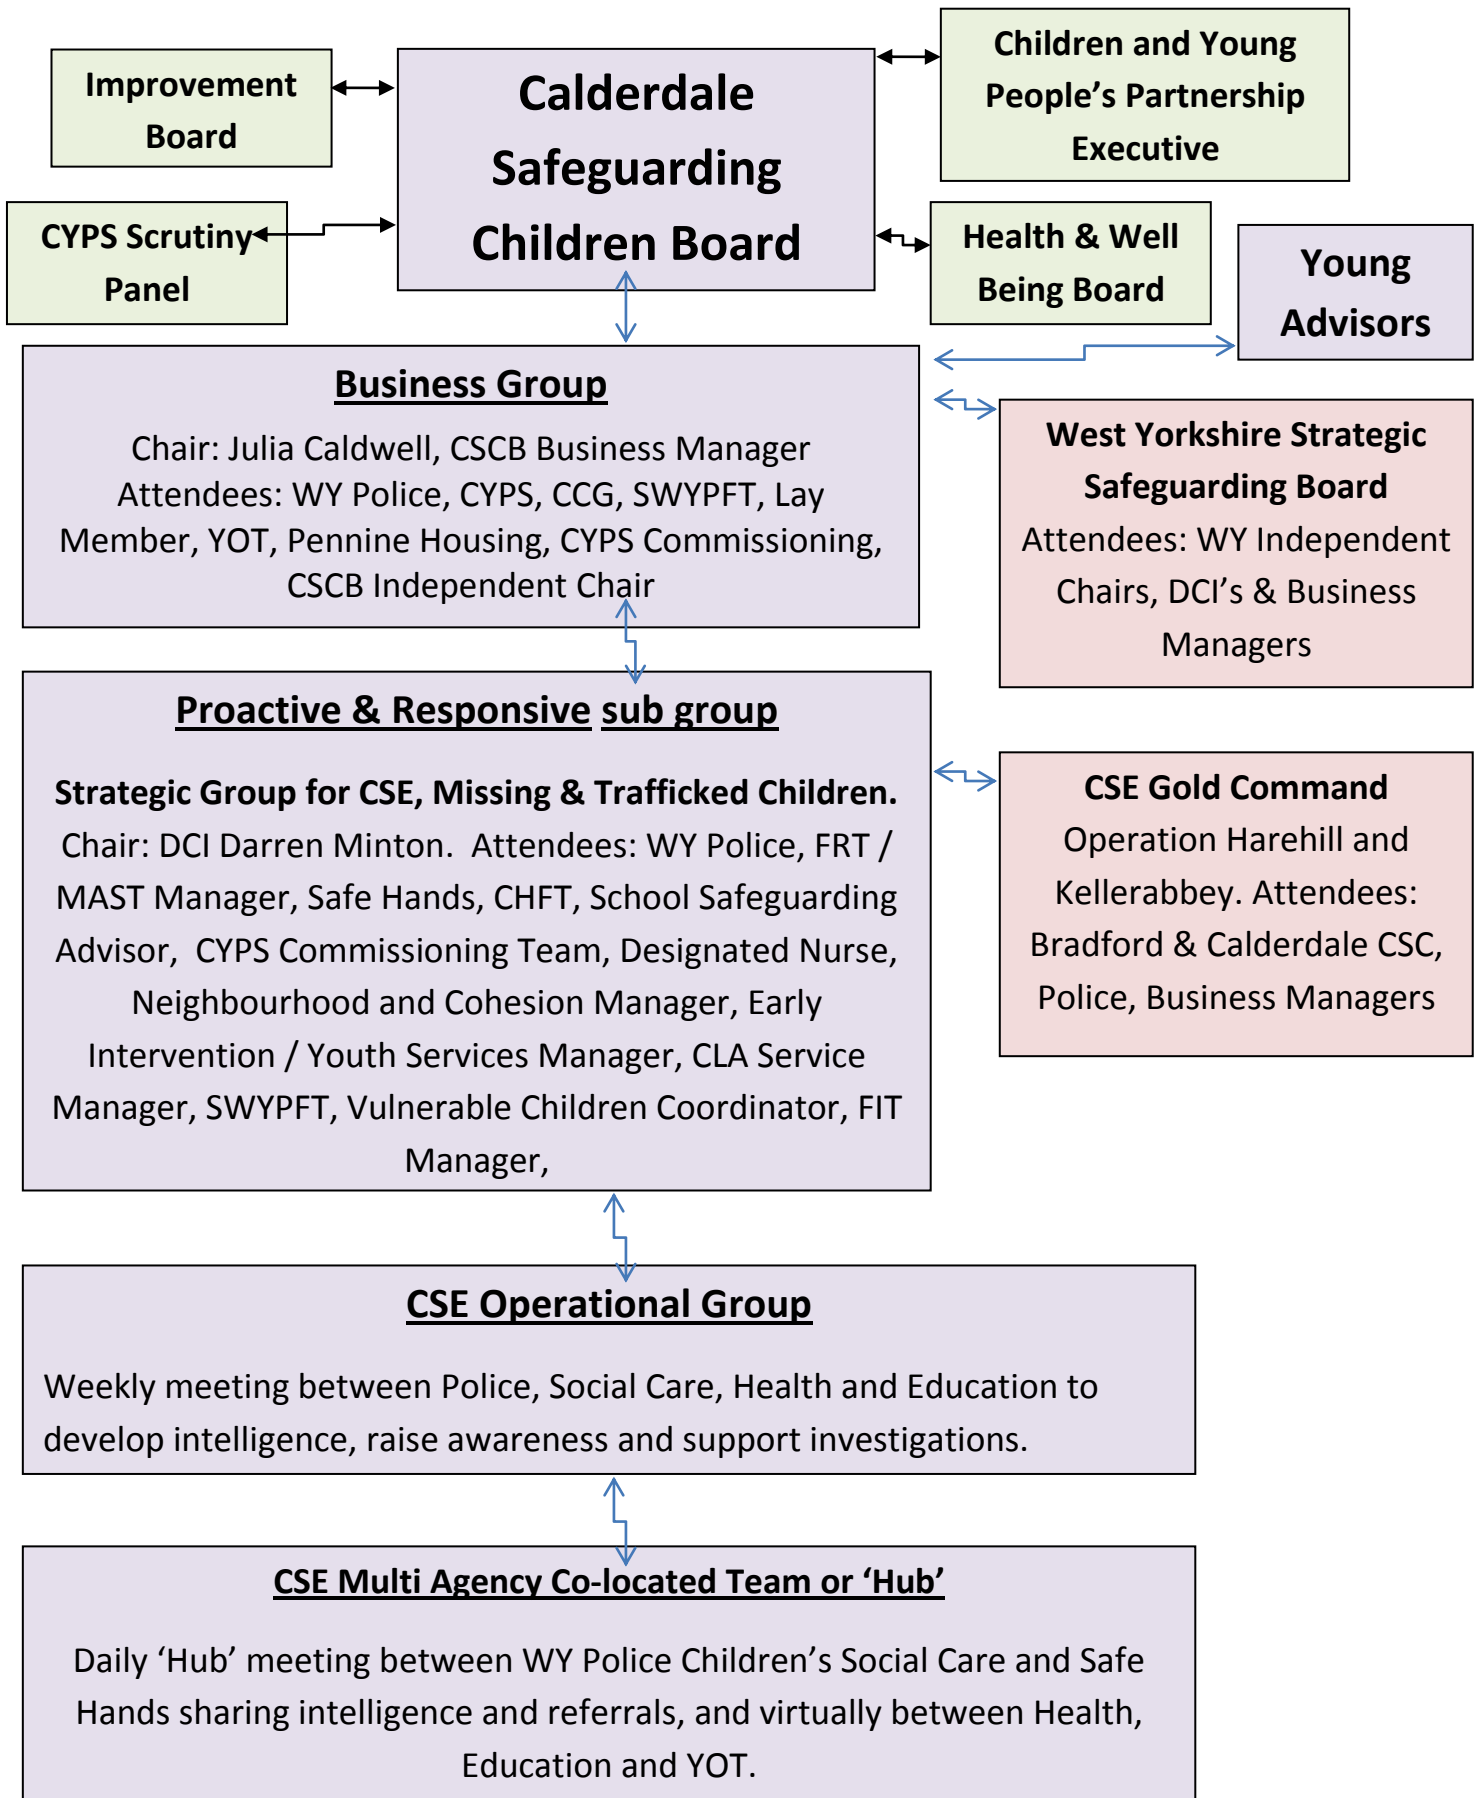 Improvement
Board
Calderdale
Safeguarding
Children Board
Children and Young
People’s Partnership
Executive
CYPS Scrutiny
Panel
Health & Well
Being Board
Young
Advisors
Business Group
Chair: Julia Caldwell, CSCB Business Manager
Attendees: WY Police, CYPS, CCG, SWYPFT, Lay
Member, YOT, Pennine Housing, CYPS Commissioning,
CSCB Independent Chair
West Yorkshire Strategic
Safeguarding Board
Attendees: WY Independent
Chairs, DCI’s & Business
Managers
Proactive & Responsive sub group
Strategic Group for CSE, Missing & Trafficked Children.
Chair: DCI Darren Minton.  Attendees: WY Police, FRT /
MAST Manager, Safe Hands, CHFT, School Safeguarding
Advisor,  CYPS Commissioning Team, Designated Nurse,
Neighbourhood and Cohesion Manager, Early
Intervention / Youth Services Manager, CLA Service
Manager, SWYPFT, Vulnerable Children Coordinator, FIT
Manager,
CSE Gold Command
Operation Harehill and
Kellerabbey. Attendees:
Bradford & Calderdale CSC,
Police, Business Managers
CSE Operational Group
Weekly meeting between Police, Social Care, Health and Education to
develop intelligence, raise awareness and support investigations.
CSE Multi Agency Co-located Team or ‘Hub’
Daily ‘Hub’ meeting between WY Police Children’s Social Care and Safe
Hands sharing intelligence and referrals, and virtually between Health,
Education and YOT.